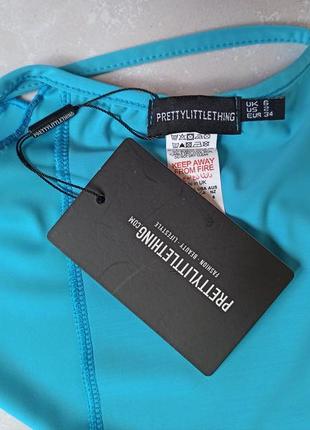 PRETTYLITTLETHING
UK 6
US 2
EUR 34
PRETTYLITTLETHING
KEEP AWAY
FROM FIRE
PRETTYLITTLETHING.COM
FASHION · BEAUTY · LIFESTYLE